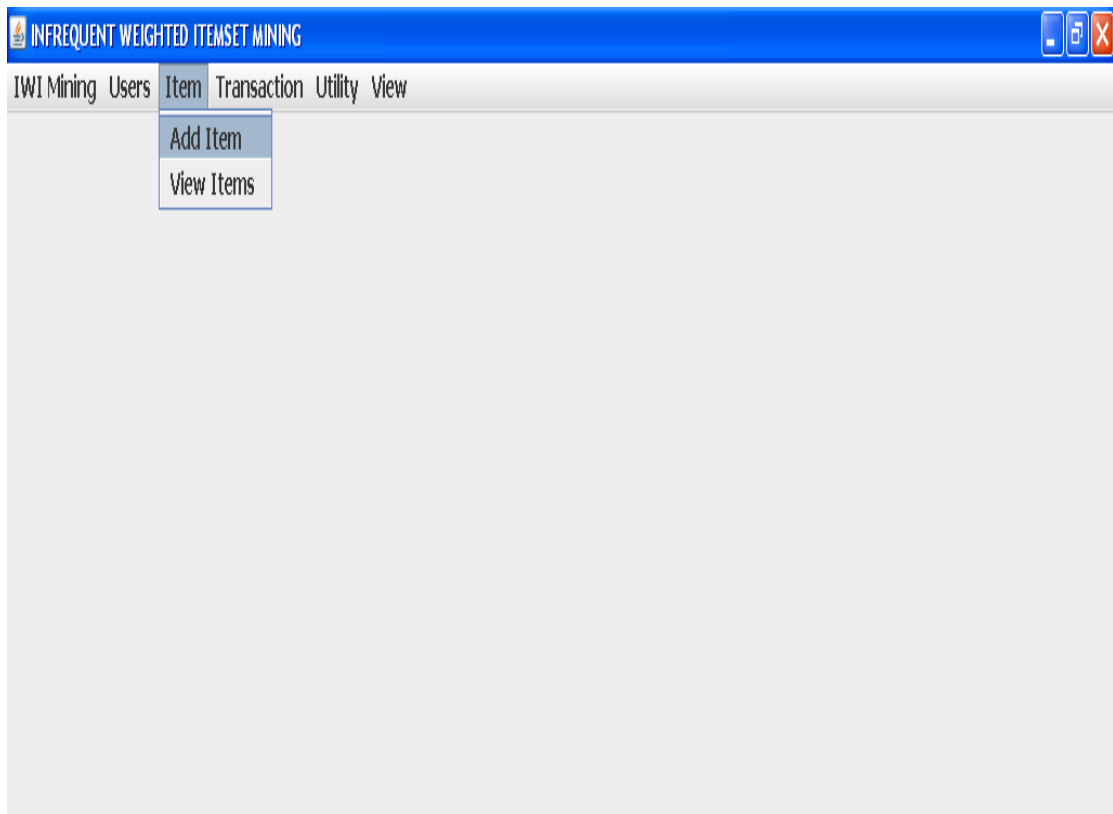 INFREQUENT WEIGHTED ITEMSET MINING
IWI Mining Users Item Transaction Utility View
Add Item
View Items